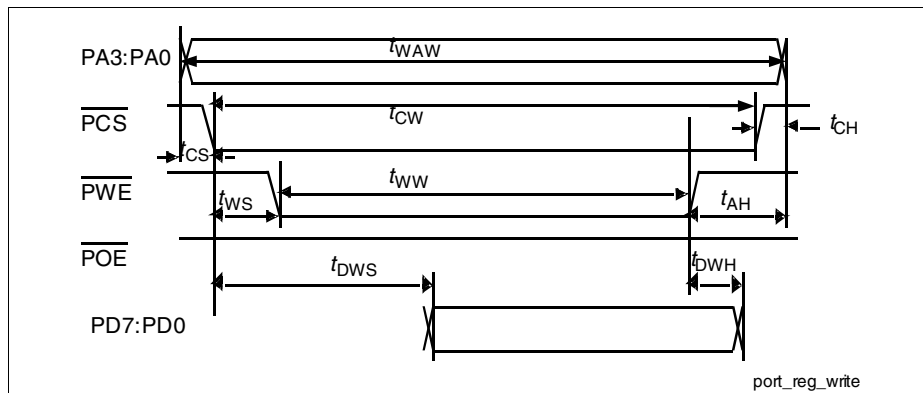 PA3:PA0
tWAW
PCS
tCW
tCH
tCS
PWE
tWW
tWS
tAH
POE
tDWS
tDWH
PD7:PD0
port_reg_write